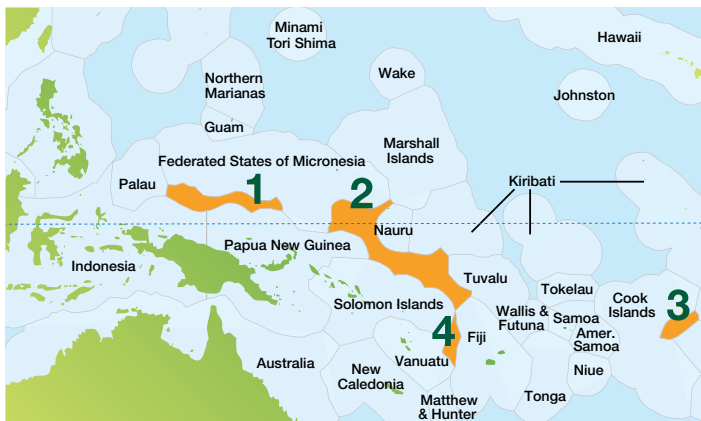 Minami
Tori Shima
Hawaii
Wake
Northern
Marianas
Johnston
Guam
Marshall
Islands
Federated States of Micronesia
Palau
1
2
Kiribati
Nauru
Papua New Guinea
Indonesia
Tuvalu
Tokelau
Solomon Islands
Cook
Islands
3
Wallis &
Futuna
Samoa
Amer.
Samoa
4
Fiji
Vanuatu
Australia
New
Caledonia
Niue
Matthew
& Hunter
Tonga